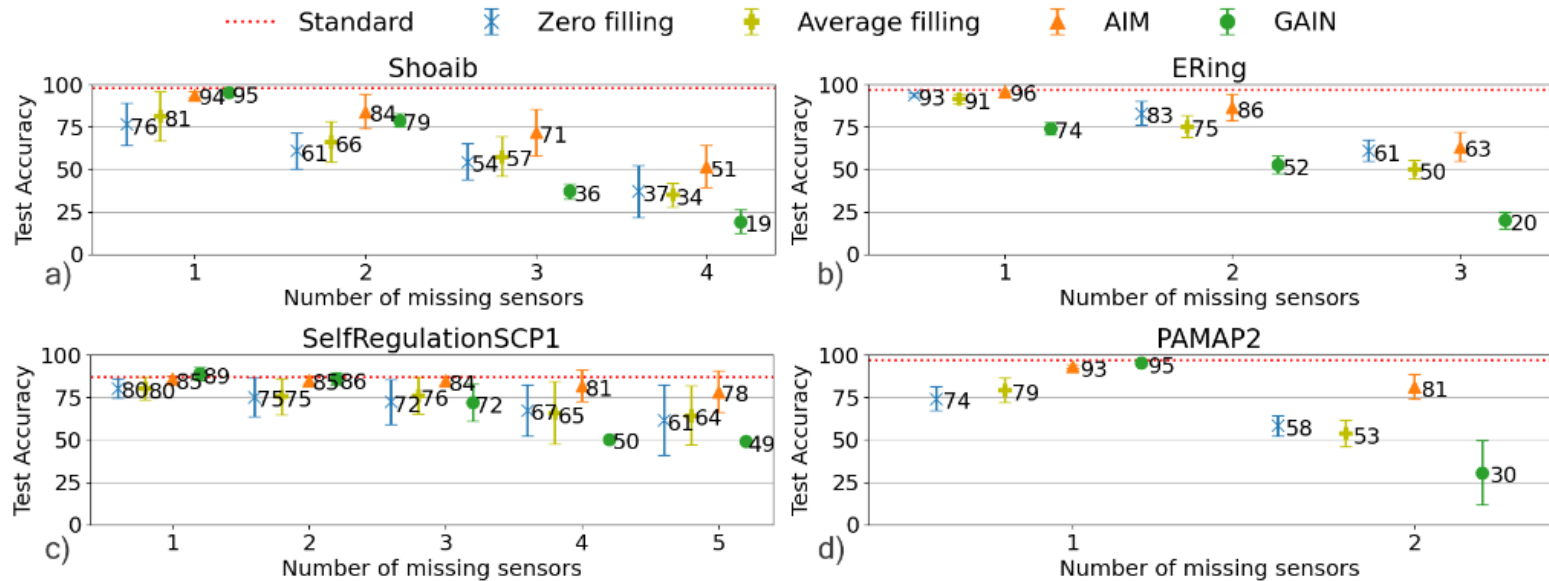 Standard Zero filling Average filling AIM GAIN
Shoaib
Test Accuracy
100
75
50
25
0
76 81 94 95
61 66 84 79
54 57 71 36
37 34 51 19
1 2 3 4
a)
Number of missing sensors
ERing
Test Accuracy
100
75
50
25
0
93 91 96 74
83 75 86 52
61 50 63 20
1 2 3
b)
Number of missing sensors
SelfRegulationSCP1
Test Accuracy
100
75
50
25
0
80 80 85 89
75 75 85 86
72 76 84 72
67 65 81 50
61 64 78 49
1 2 3 4 5
c)
Number of missing sensors
PAMAP2
Test Accuracy
100
75
50
25
0
74 79 93 95
58 53 81 30
1 2
d)
Number of missing sensors